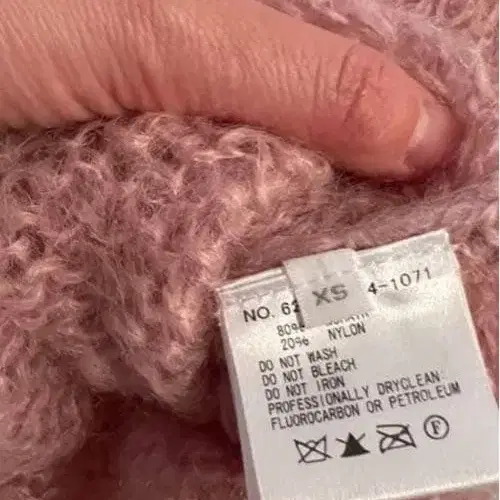 XS
NO. 62 4-1071
80%
20% NYLON
DO NOT WASH
DO NOT BLEACH
DO NOT IRON
PROFESSIONALLY DRYCLEAN
FLUOROCARBON OR PETROLEUM
F